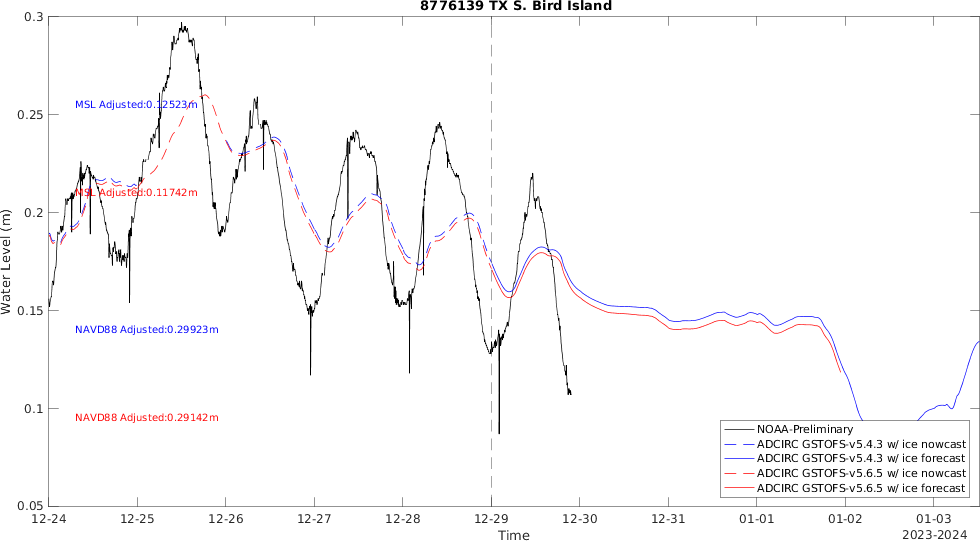 8776139 TX S. Bird Island
0.3
0.25
0.2
0.15
0.1
0.05
Water Level (m)
MSL Adjusted:0.12523m
MSL Adjusted:0.11742m
NAVD88 Adjusted:0.29923m
NAVD88 Adjusted:0.29142m
NOAA-Preliminary
ADCIRC GSTOFS-v5.4.3 w/ ice nowcast
ADCIRC GSTOFS-v5.4.3 w/ ice forecast
ADCIRC GSTOFS-v5.6.5 w/ ice nowcast
ADCIRC GSTOFS-v5.6.5 w/ ice forecast
12-24 12-25 12-26 12-27 12-28 12-29 12-30 12-31 01-01 01-02 01-03
Time
2023-2024